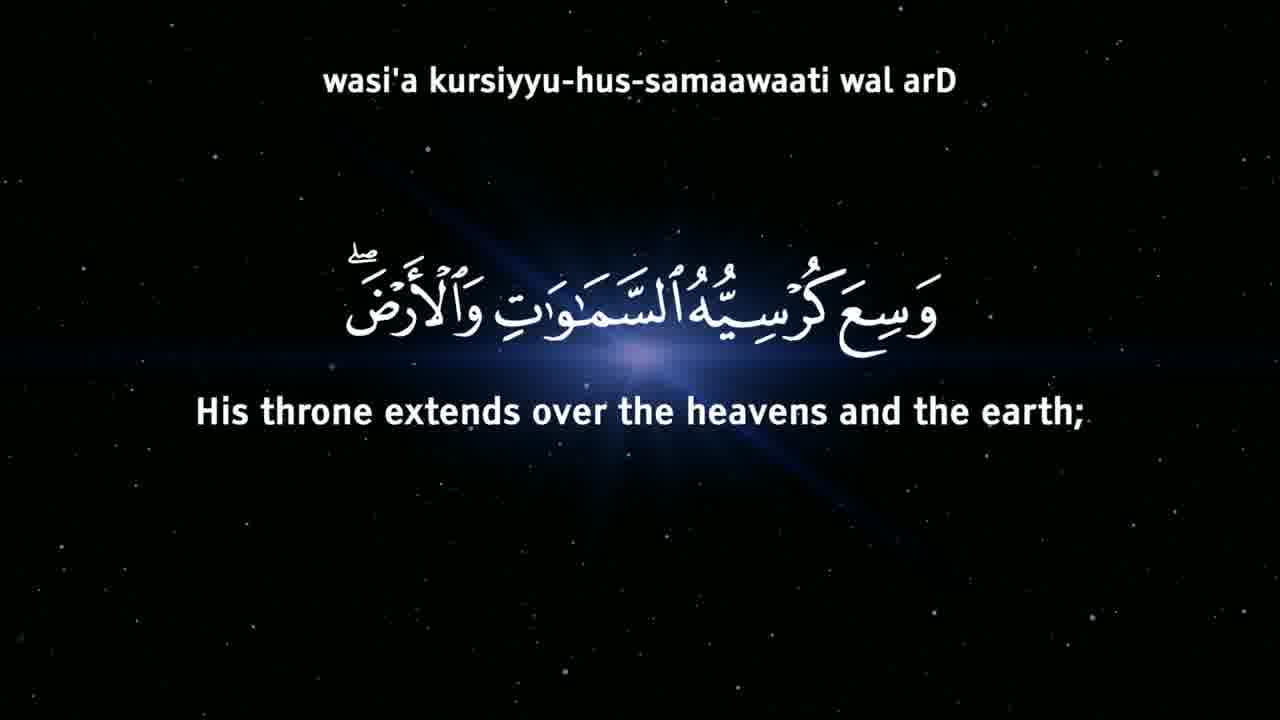 wasi'a kursiyyu-hus-samaawaati wal arD
وَسِعَ كُرْسِيُّهُ ٱلسَّمَـٰوَٰتِ وَٱلْأَرْضَ ۖ
His throne extends over the heavens and the earth;